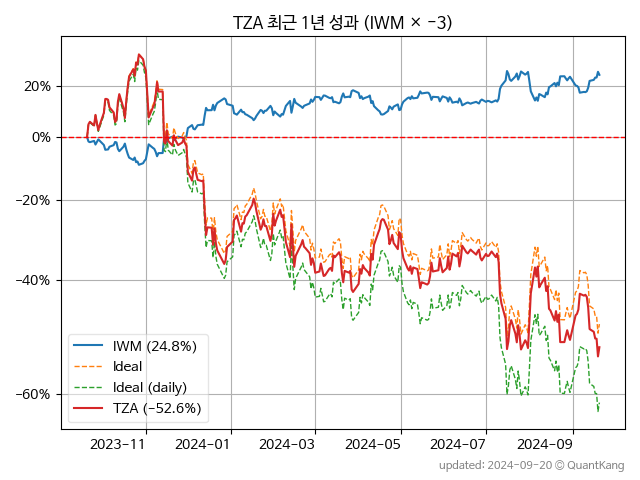 TZA 최근 1년 성과 (IWM × −3)
20%
0%
−20%
−40%
−60%
IWM (24.8%)
Ideal
Ideal (daily)
TZA (−52.6%)
2023−11
2024−01
2024−03
2024−05
2024−07
2024−09
updated: 2024−09−20 © QuantKang